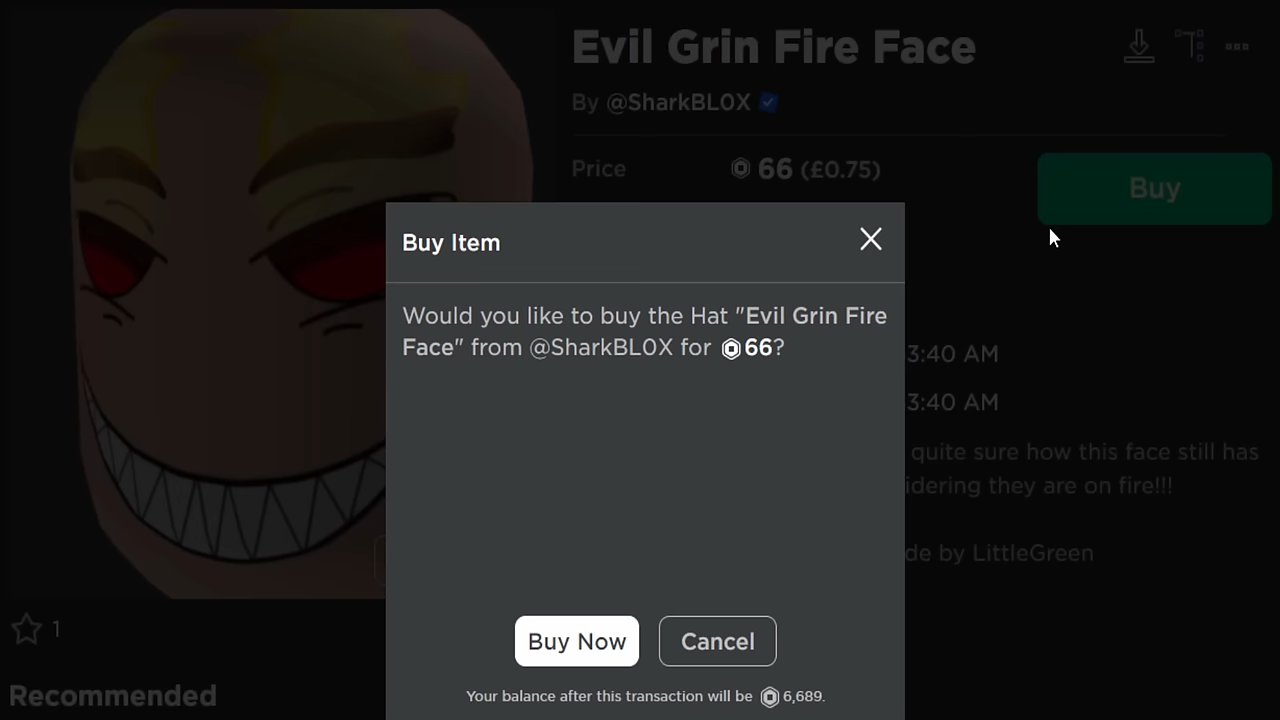 Evil Grin Fire Face
By @SharkBL0X
Price 66 (£0.75)
Buy
Buy Item
Would you like to buy the Hat "Evil Grin Fire
Face" from @SharkBL0X for 66?
3:40 AM
3:40 AM
quite sure how this face still has
idering they are on fire!!!
de by LittleGreen
Buy Now
Cancel
Your balance after this transaction will be 6,689.
1
Recommended